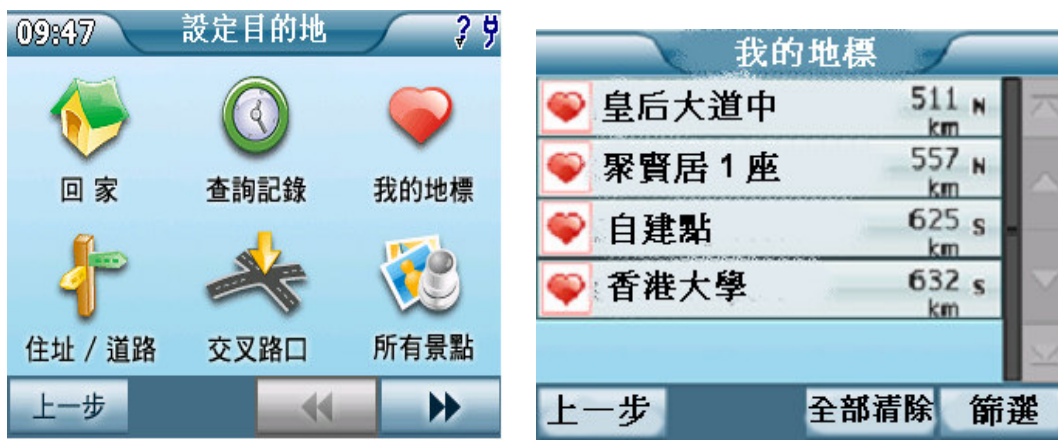 09:47 設定目的地 ?
回家 查詢記錄 我的地標
住址 / 道路 交叉路口 所有景點
上一步
我的地標
皇后大道中 511 km N
聚賢居 1 座 557 km N
自建點 625 km S
香港大學 632 km S
上一步 全部清除 篩選